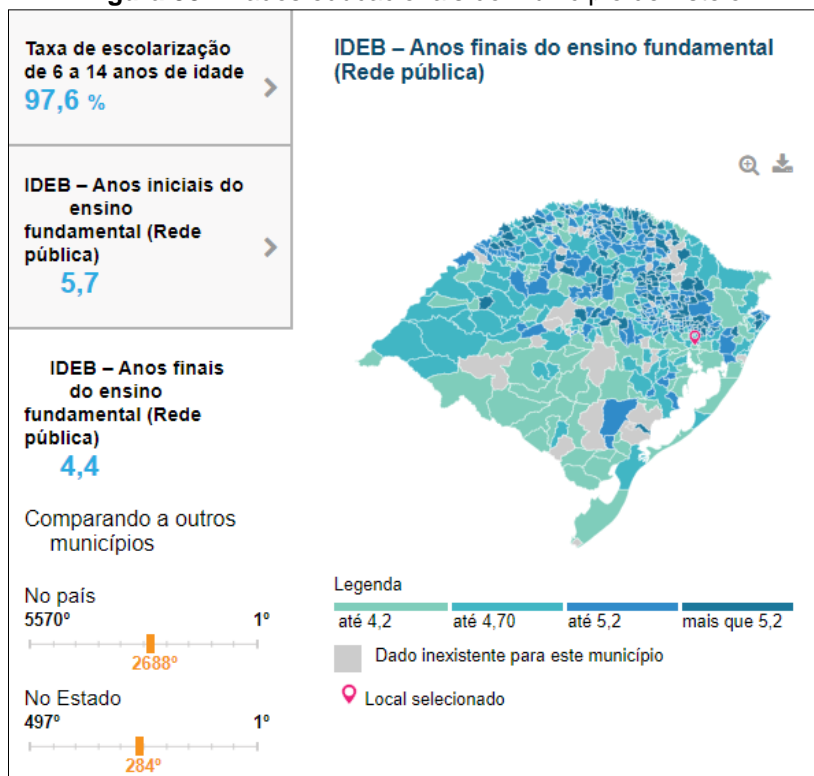 Taxa de escolarização
de 6 a 14 anos de idade
97,6 %
IDEB – Anos iniciais do
ensino
fundamental (Rede
pública)
5,7
IDEB – Anos finais
do ensino
fundamental (Rede
pública)
4,4
Comparando a outros
municípios
No país
5570º 1º
2688º
No Estado
497º 1º
284º
IDEB – Anos finais do ensino fundamental
(Rede pública)
Legenda
até 4,2 até 4,70 até 5,2 mais que 5,2
Dado inexistente para este município
Local selecionado